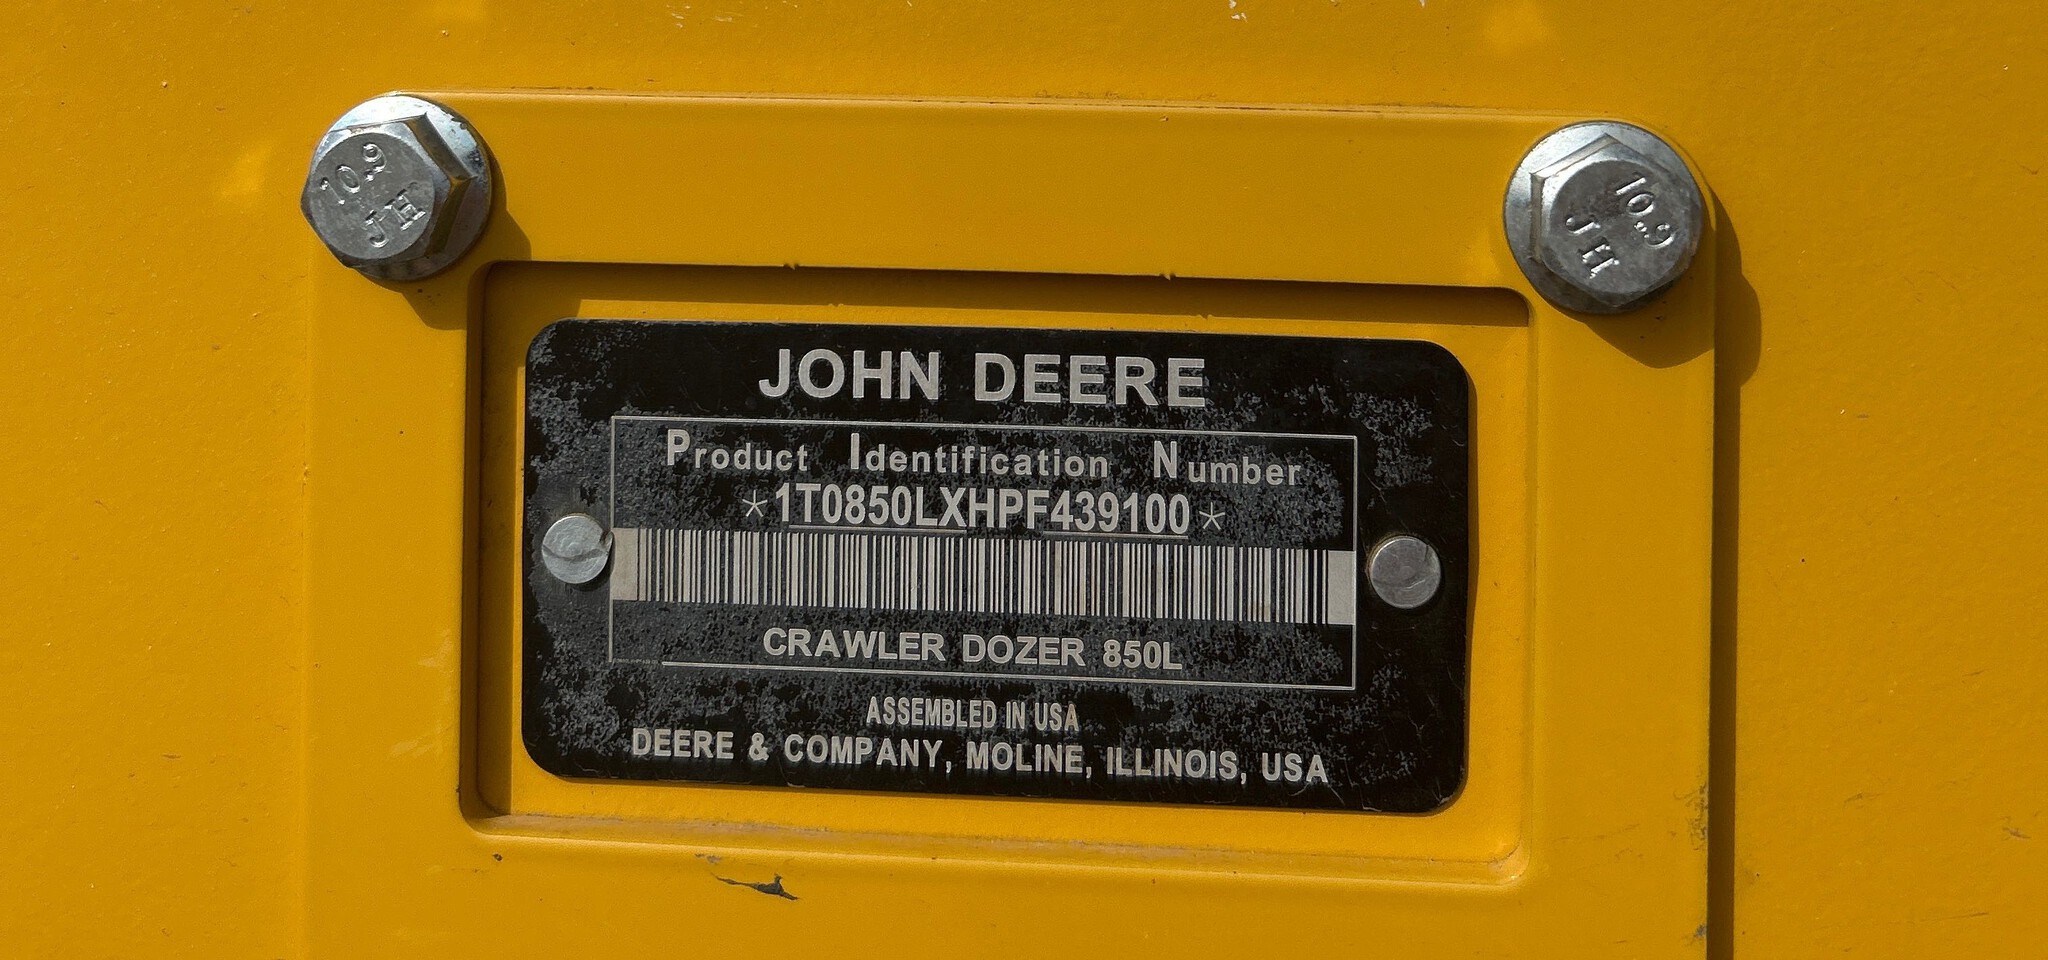 10.9
JH
10.9
JH
JOHN DEERE
Product Identification Number
*1T0850LXHPF439100*
CRAWLER DOZER 850L
ASSEMBLED IN USA
DEERE & COMPANY, MOLINE, ILLINOIS, USA